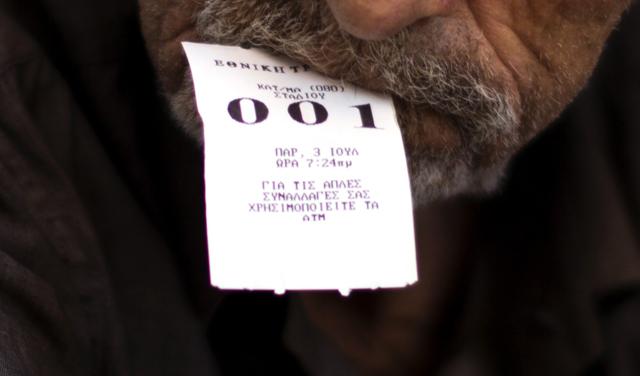 ΕΘΝΙΚΗ
ΚΑΤ/ΜΑ (080)
ΣΤΑΔΙΟΥ
001
ΠΑΡ, 3 ΙΟΥΛ
ΩΡΑ 7:24πμ
ΓΙΑ ΤΙΣ ΑΠΛΕΣ
ΣΥΝΑΛΛΑΓΕΣ ΣΑΣ
ΧΡΗΣΙΜΟΠΟΙΕΙΤΕ ΤΑ
ΑΤΜ